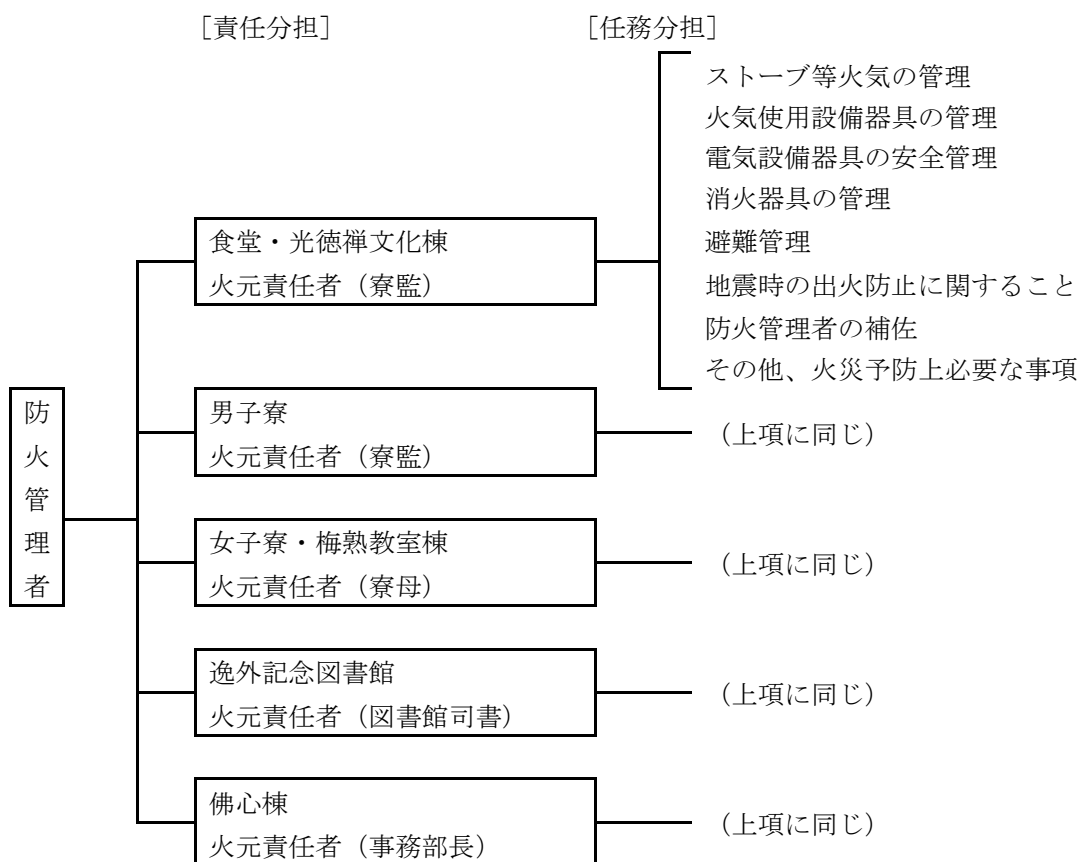 ［責任分担］
［任務分担］
ストーブ等火気の管理
火気使用設備器具の管理
電気設備器具の安全管理
消火器具の管理
避難管理
地震時の出火防止に関すること
防火管理者の補佐
その他、火災予防上必要な事項
食堂・光徳禅文化棟
火元責任者（寮監）
防火管理者
男子寮
火元責任者（寮監）
（上項に同じ）
女子寮・梅熟教室棟
火元責任者（寮母）
（上項に同じ）
逸外記念図書館
火元責任者（図書館司書）
（上項に同じ）
佛心棟
火元責任者（事務部長）
（上項に同じ）